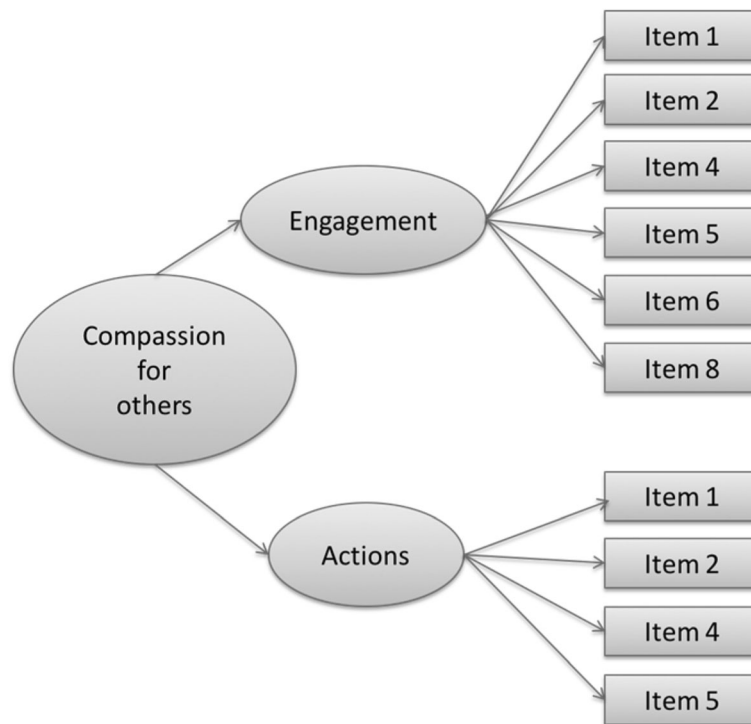 Compassion
for
others
Engagement
Item 1
Item 2
Item 4
Item 5
Item 6
Item 8
Actions
Item 1
Item 2
Item 4
Item 5